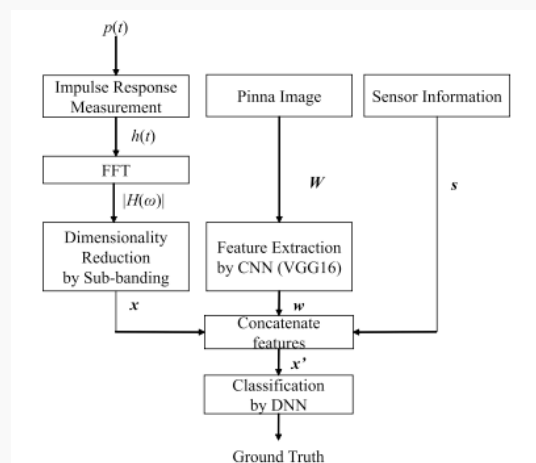 p(t)
Impulse Response
Measurement
Pinna Image
Sensor Information
h(t)
FFT
W
s
|H(ω)|
Dimensionality
Reduction
by Sub-banding
Feature Extraction
by CNN (VGG16)
x
w
Concatenate
features
x’
Classification
by DNN
Ground Truth